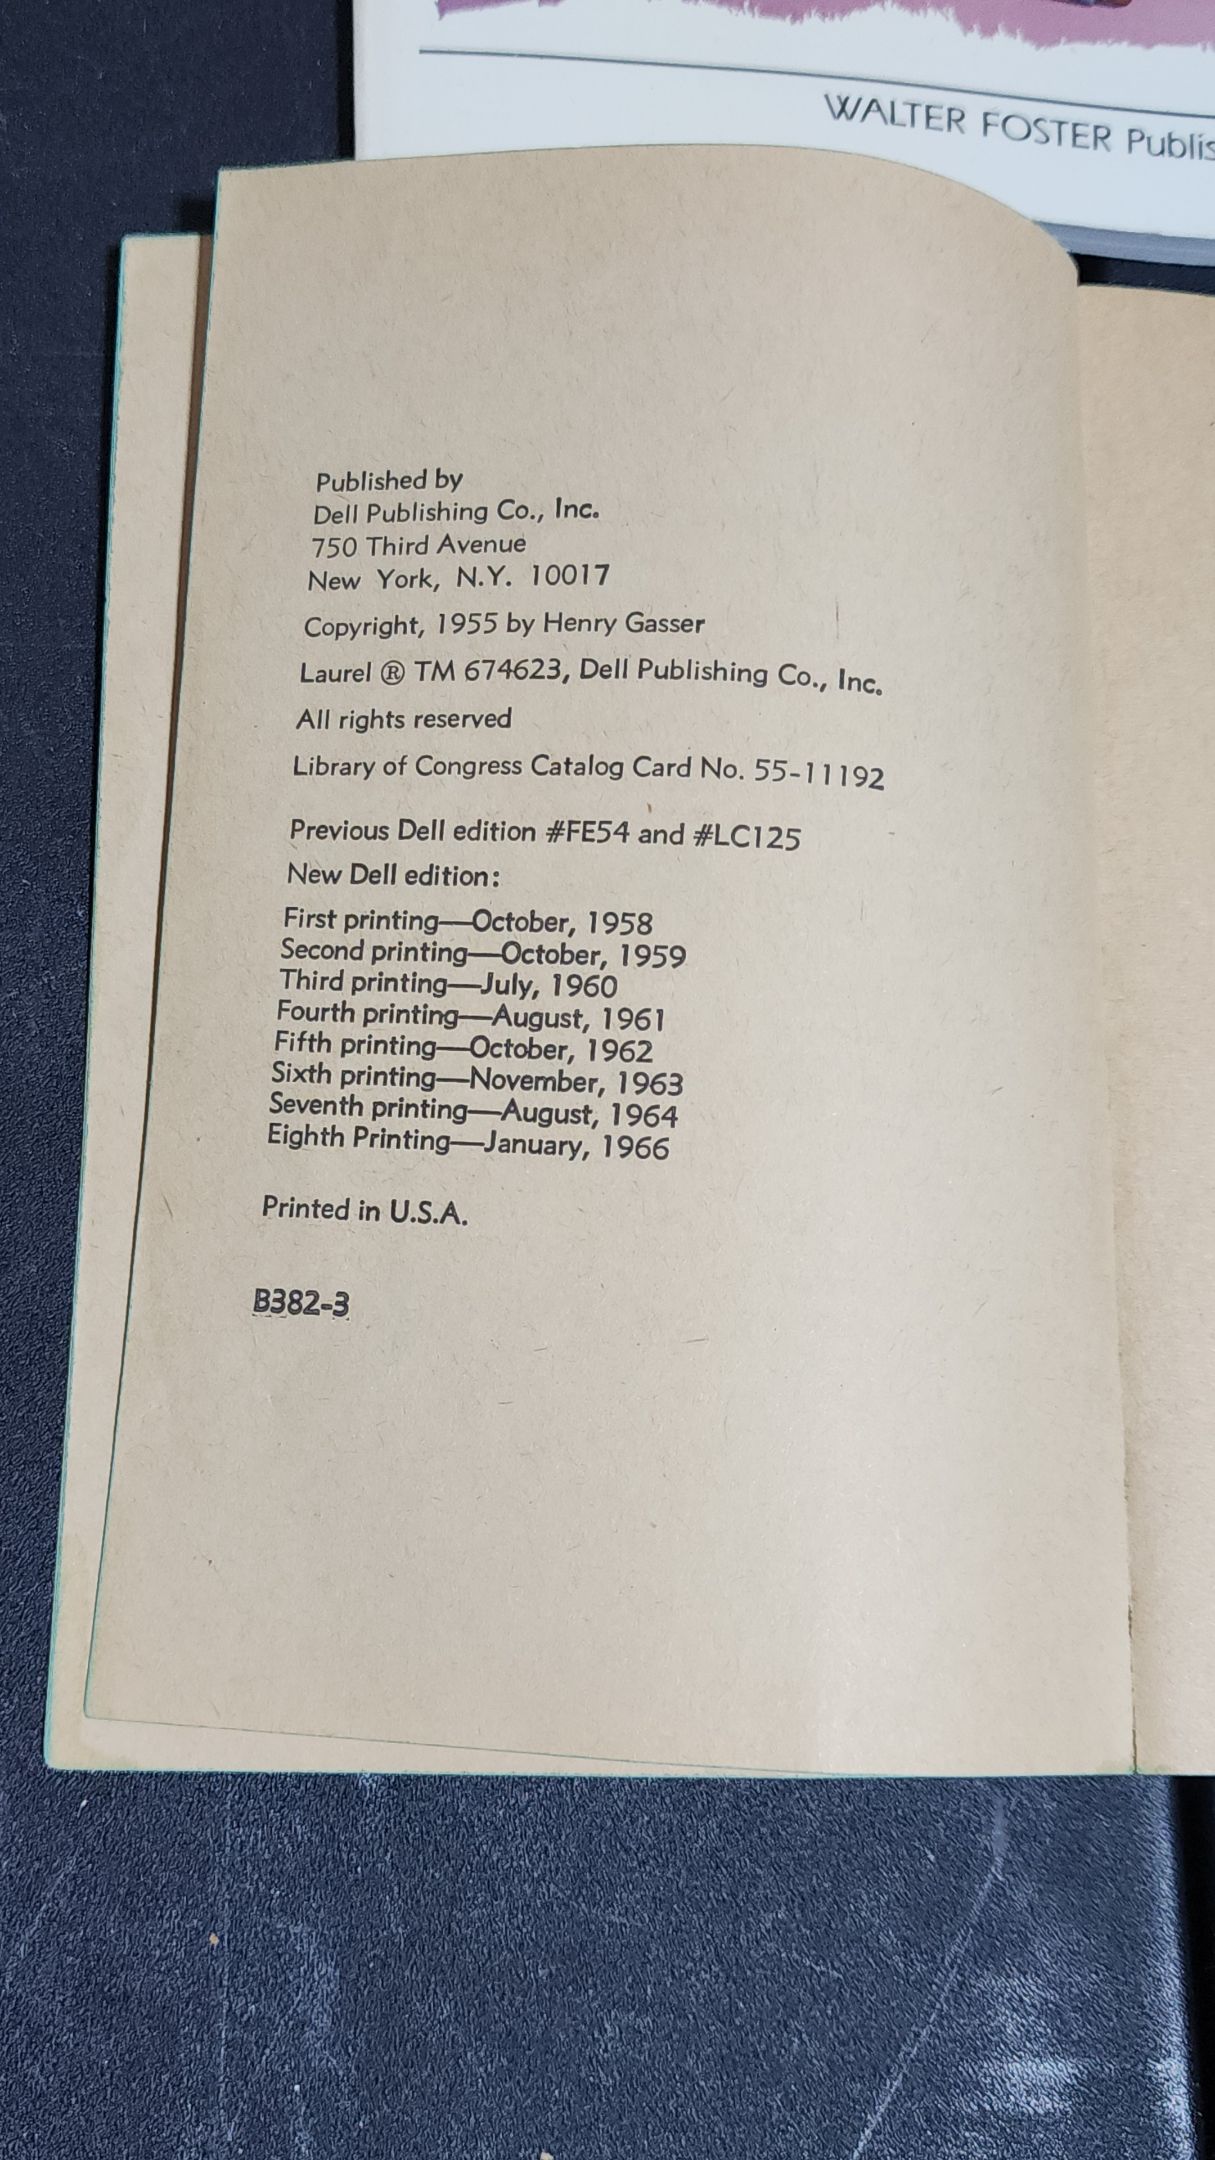 WALTER FOSTER Publis
Published by
Dell Publishing Co., Inc.
750 Third Avenue
New York, N.Y. 10017
Copyright, 1955 by Henry Gasser
Laurel ® TM 674623, Dell Publishing Co., Inc.
All rights reserved
Library of Congress Catalog Card No. 55-11192
Previous Dell edition #FE54 and #LC125
New Dell edition:
First printing—October, 1958
Second printing—October, 1959
Third printing—July, 1960
Fourth printing—August, 1961
Fifth printing—October, 1962
Sixth printing—November, 1963
Seventh printing—August, 1964
Eighth Printing—January, 1966
Printed in U.S.A.
B382-3